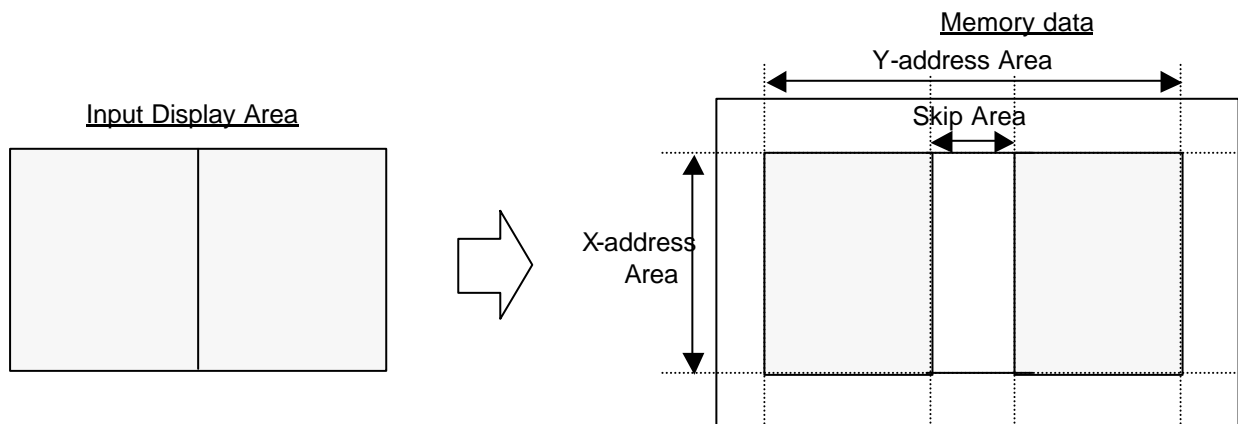 Memory data
Y-address Area
Input Display Area
Skip Area
X-address
Area